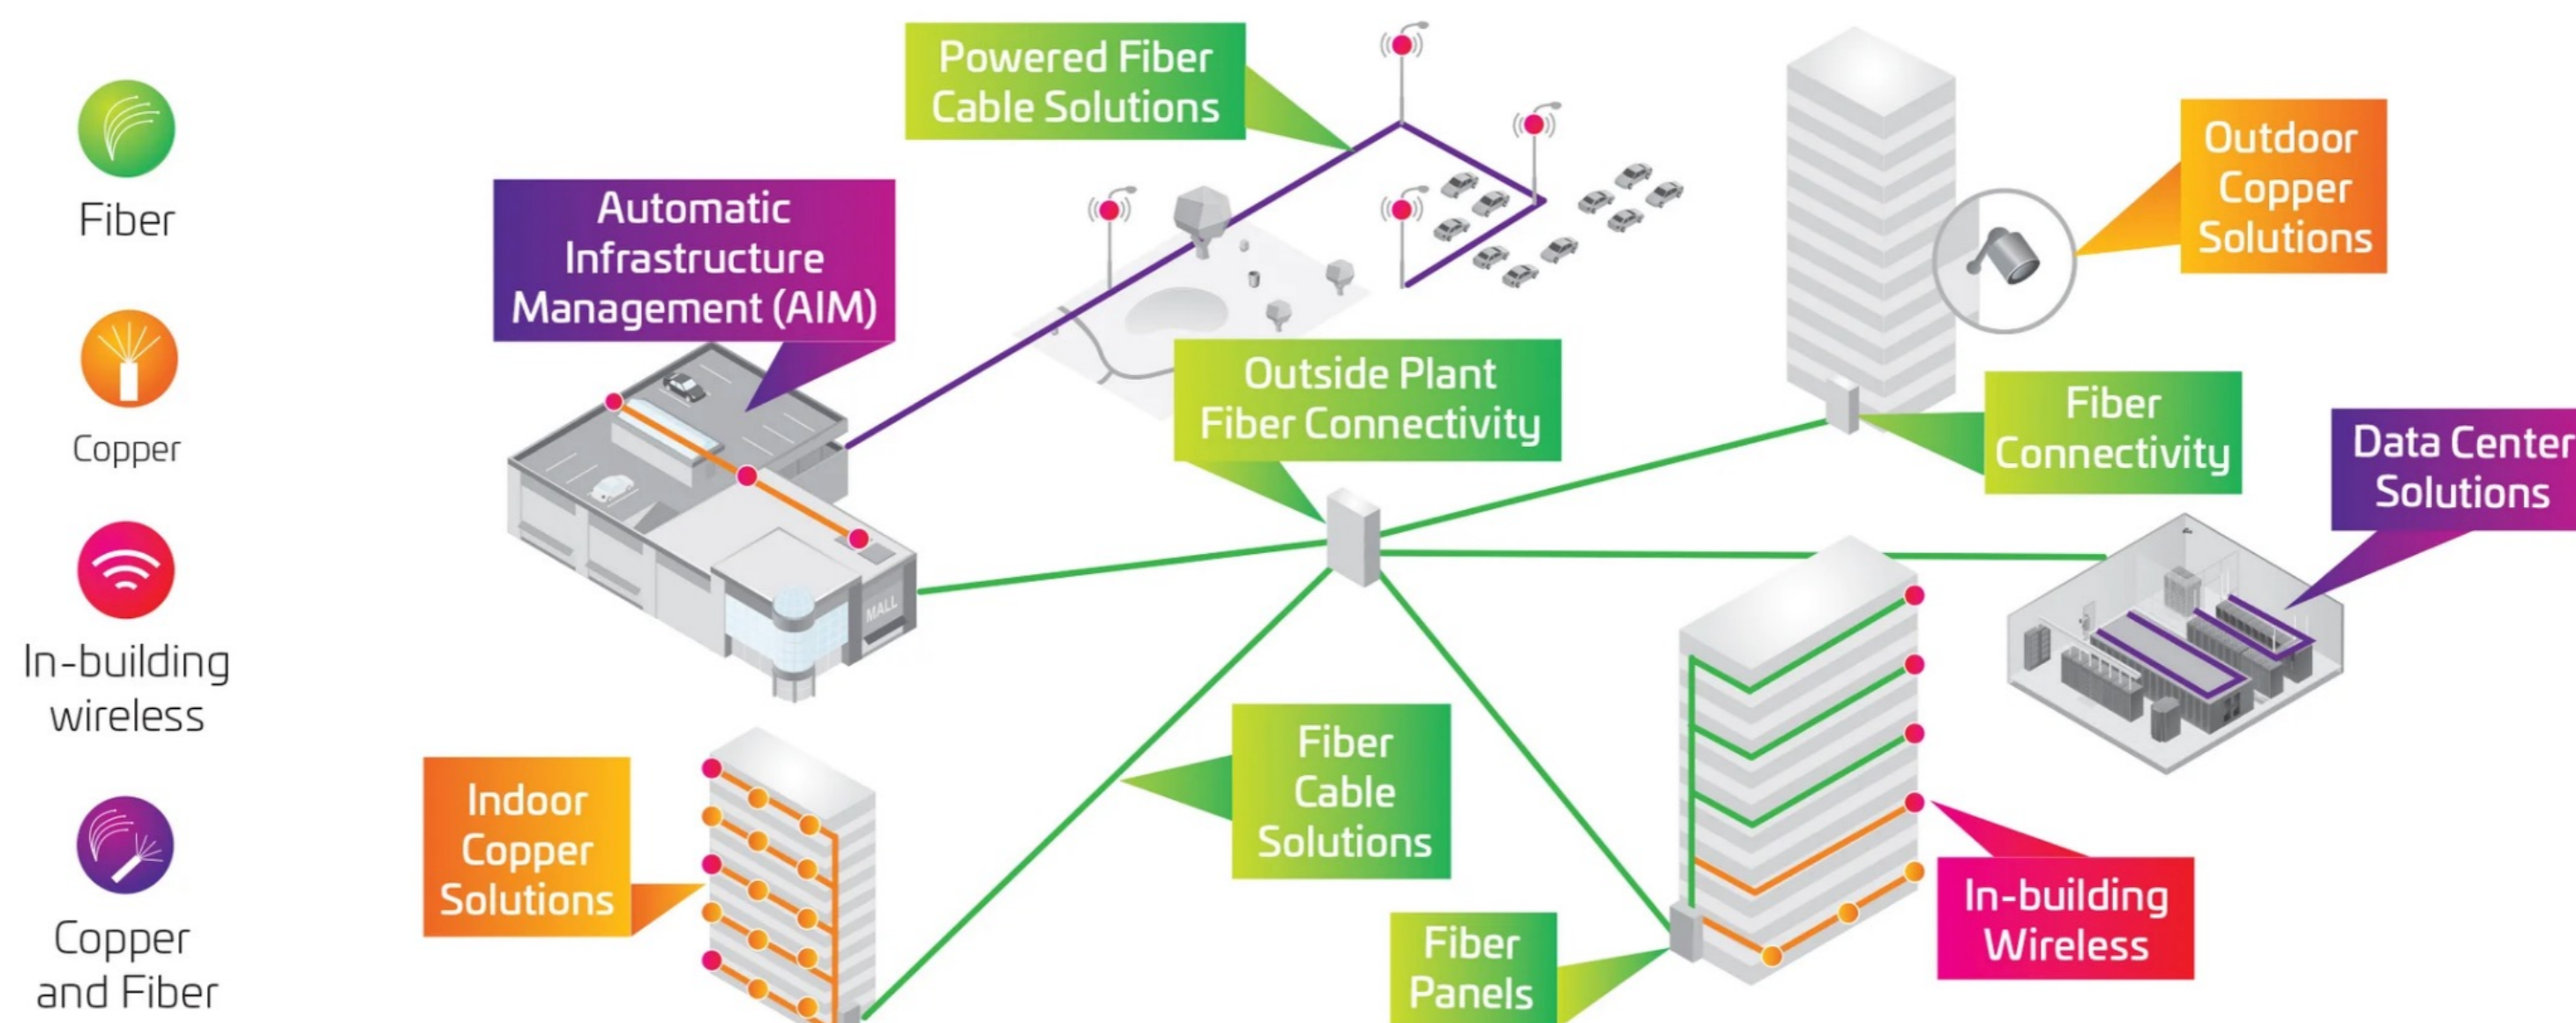 Fiber
Copper
In-building
wireless
Copper
and Fiber
Powered Fiber
Cable Solutions
Automatic
Infrastructure
Management (AIM)
Outside Plant
Fiber Connectivity
Outdoor
Copper
Solutions
Fiber
Connectivity
Data Center
Solutions
MALL
Indoor
Copper
Solutions
Fiber
Cable
Solutions
Fiber
Panels
In-building
Wireless